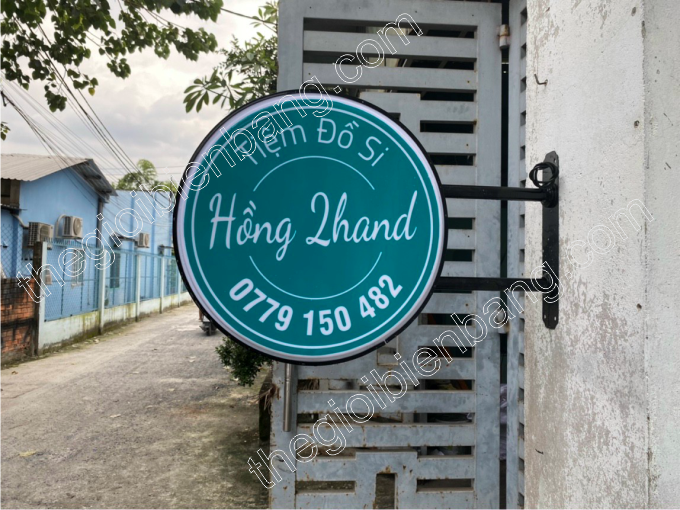 Tiệm Đồ Si
Hồng 2hand
0779 150 482
thegioibienbang.com
thegioibienbang.com
thegioibienbang.com